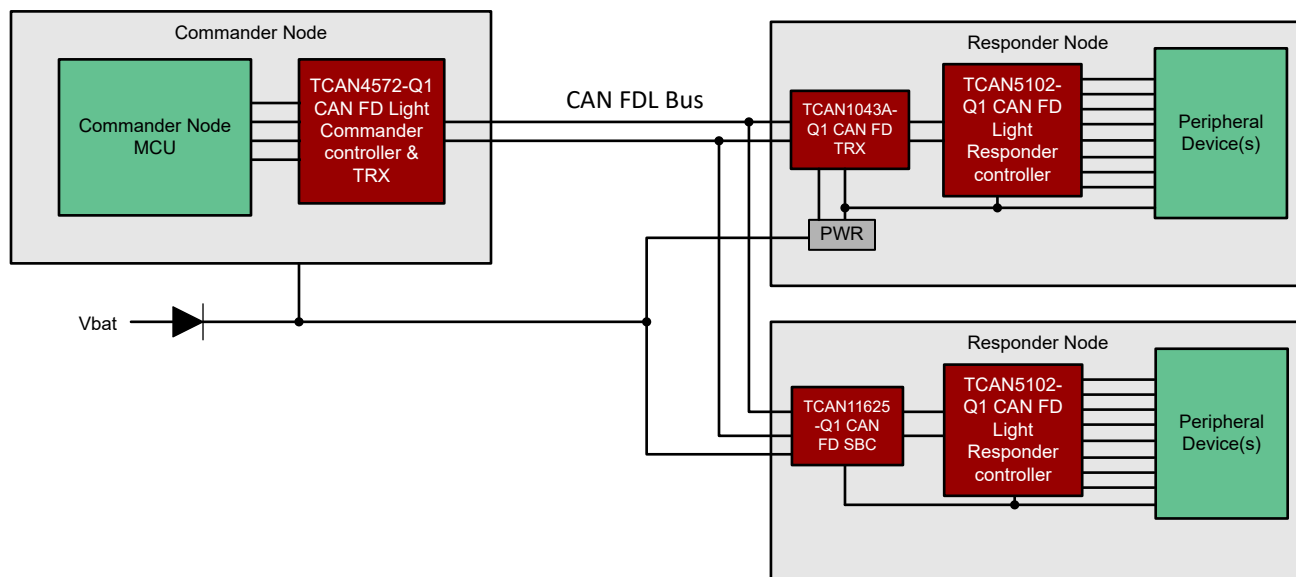 Commander Node
Commander Node
MCU
TCAN4572-Q1
CAN FD Light
Commander
controller &
TRX
CAN FDL Bus
Responder Node
TCAN1043A-
Q1 CAN FD
TRX
TCAN5102-
Q1 CAN FD
Light
Responder
controller
Peripheral
Device(s)
PWR
Vbat
Responder Node
TCAN11625
-Q1 CAN
FD SBC
TCAN5102-
Q1 CAN FD
Light
Responder
controller
Peripheral
Device(s)